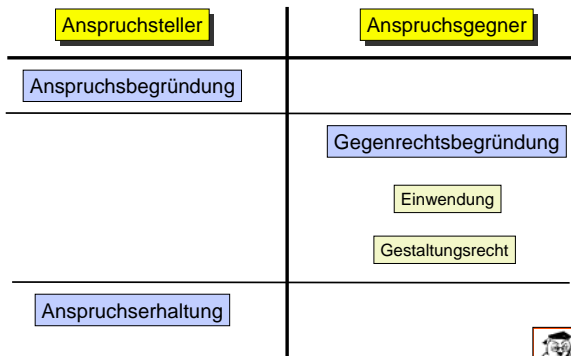 Anspruchsteller
Anspruchsgegner
Anspruchsbegründung
Gegenrechtsbegründung
Einwendung
Gestaltungsrecht
Anspruchserhaltung